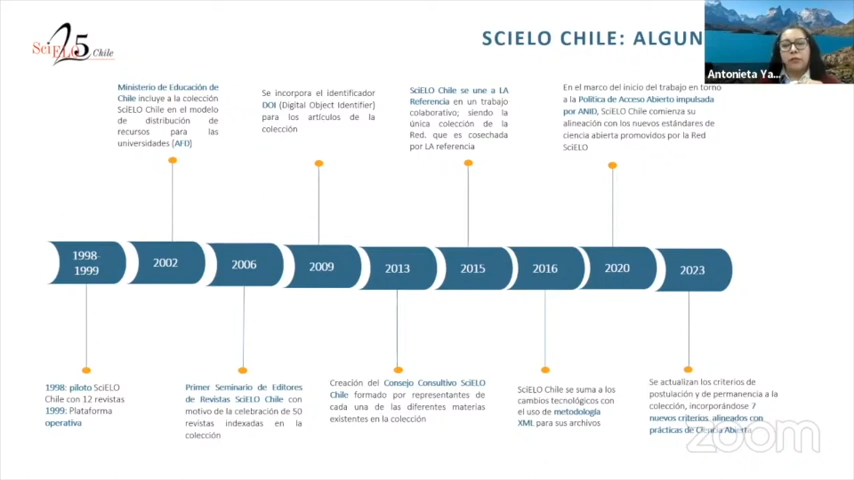 SciELO 25 Chile
SCIELO CHILE: ALGUN
Antonieta Ya...
Ministerio de Educación de
Chile incluye a la colección
SciELO Chile en el modelo
de distribución de
recursos para las
universidades [AFD]
Se incorpora el identificador
DOI (Digital Object Identifier)
para los artículos de la
colección
SciELO Chile se une a LA
Referencia en un trabajo
colaborativo; siendo la
única colección de la
Red. que es cosechada
por LA referencia
En el marco del inicio del trabajo en torno
a la Política de Acceso Abierto impulsada
por ANID, SciELO Chile comienza su
alineación con los nuevos estándares de
ciencia abierta promovidos por la Red
SciELO
1998-
1999
2002
2006
2009
2013
2015
2016
2020
2023
1998: piloto SciELO
Chile con 12 revistas
1999: Plataforma
operativa
Primer Seminario de Editores
de Revistas SciELO Chile con
motivo de la celebración de 50
revistas indexadas en la
colección
Creación del Consejo Consultivo SciELO
Chile formado por representantes de
cada una de las diferentes materias
existentes en la colección
SciELO Chile se suma a los
cambios tecnológicos con
el uso de metodología
XML para sus archivos
Se actualizan los criterios de
postulación y de permanencia a la
colección, incorporándose 7
nuevos criterios, alineados con
prácticas de Ciencia Abierta
zoom